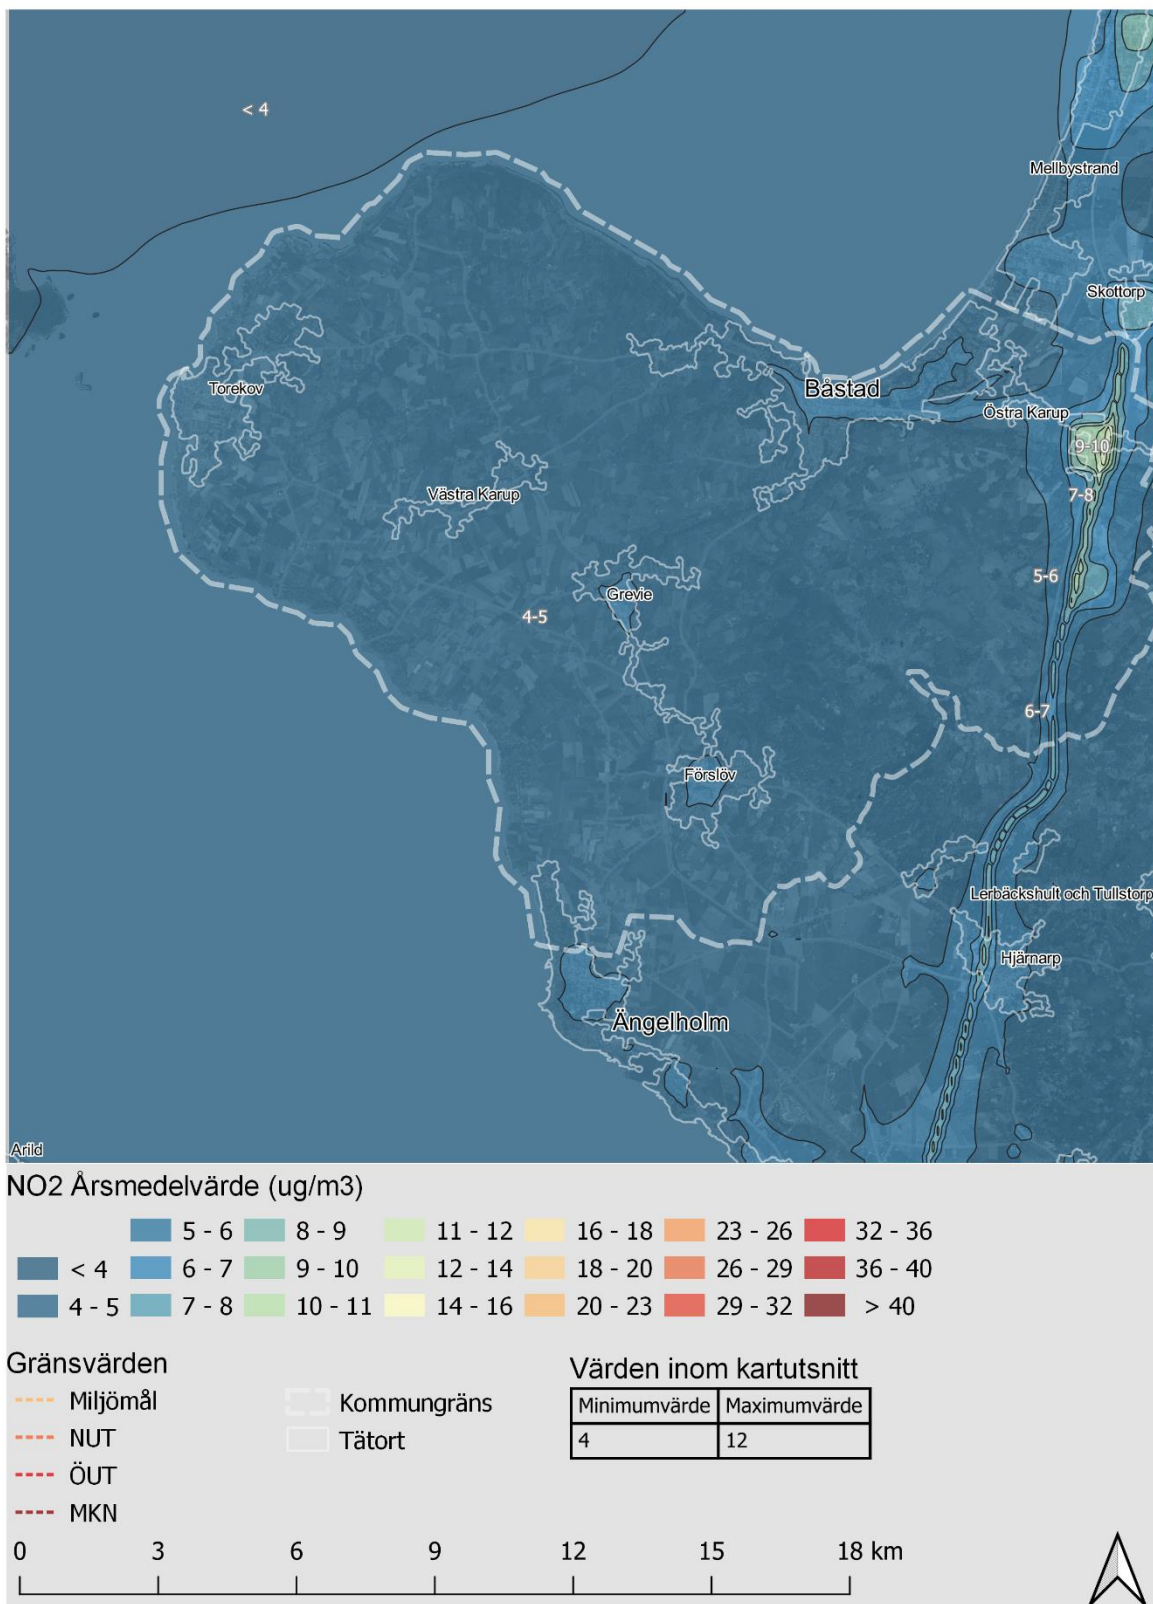 < 4
Mellbystrand
Skottorp
Torekov
Båstad
Östra Karup
9-10
Västra Karup
7-8
5-6
Grevie
4-5
6-7
Förslöv
Lerbäckshult och Tullstorp
Hjärnarp
Ängelholm
Arild
NO2 Årsmedelvärde (ug/m3)
5 - 6 8 - 9 11 - 12 16 - 18 23 - 26 32 - 36
< 4 6 - 7 9 - 10 12 - 14 18 - 20 26 - 29 36 - 40
4 - 5 7 - 8 10 - 11 14 - 16 20 - 23 29 - 32 > 40
Gränsvärden
Miljömål
NUT
ÖUT
MKN
Kommungräns
Tätort
Värden inom kartutsnitt
Minimumvärde Maximumvärde
4 12
0 3 6 9 12 15 18 km